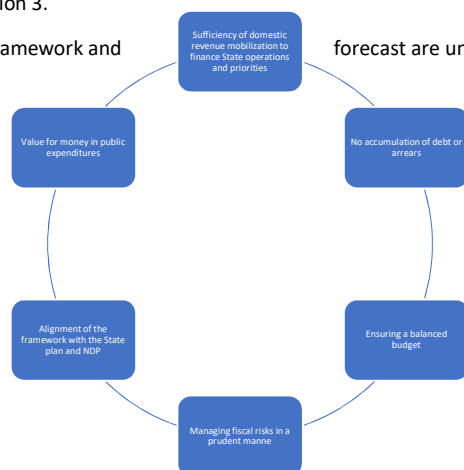 ion 3.
amework and
forecast are un
Sufficiency of domestic
revenue mobilization to
finance State operations
and priorities
No accumulation of debt or
arrears
Ensuring a balanced
budget
Managing fiscal risks in a
prudent manne
Alignment of the
framework with the State
plan and NDP
Value for money in public
expenditures